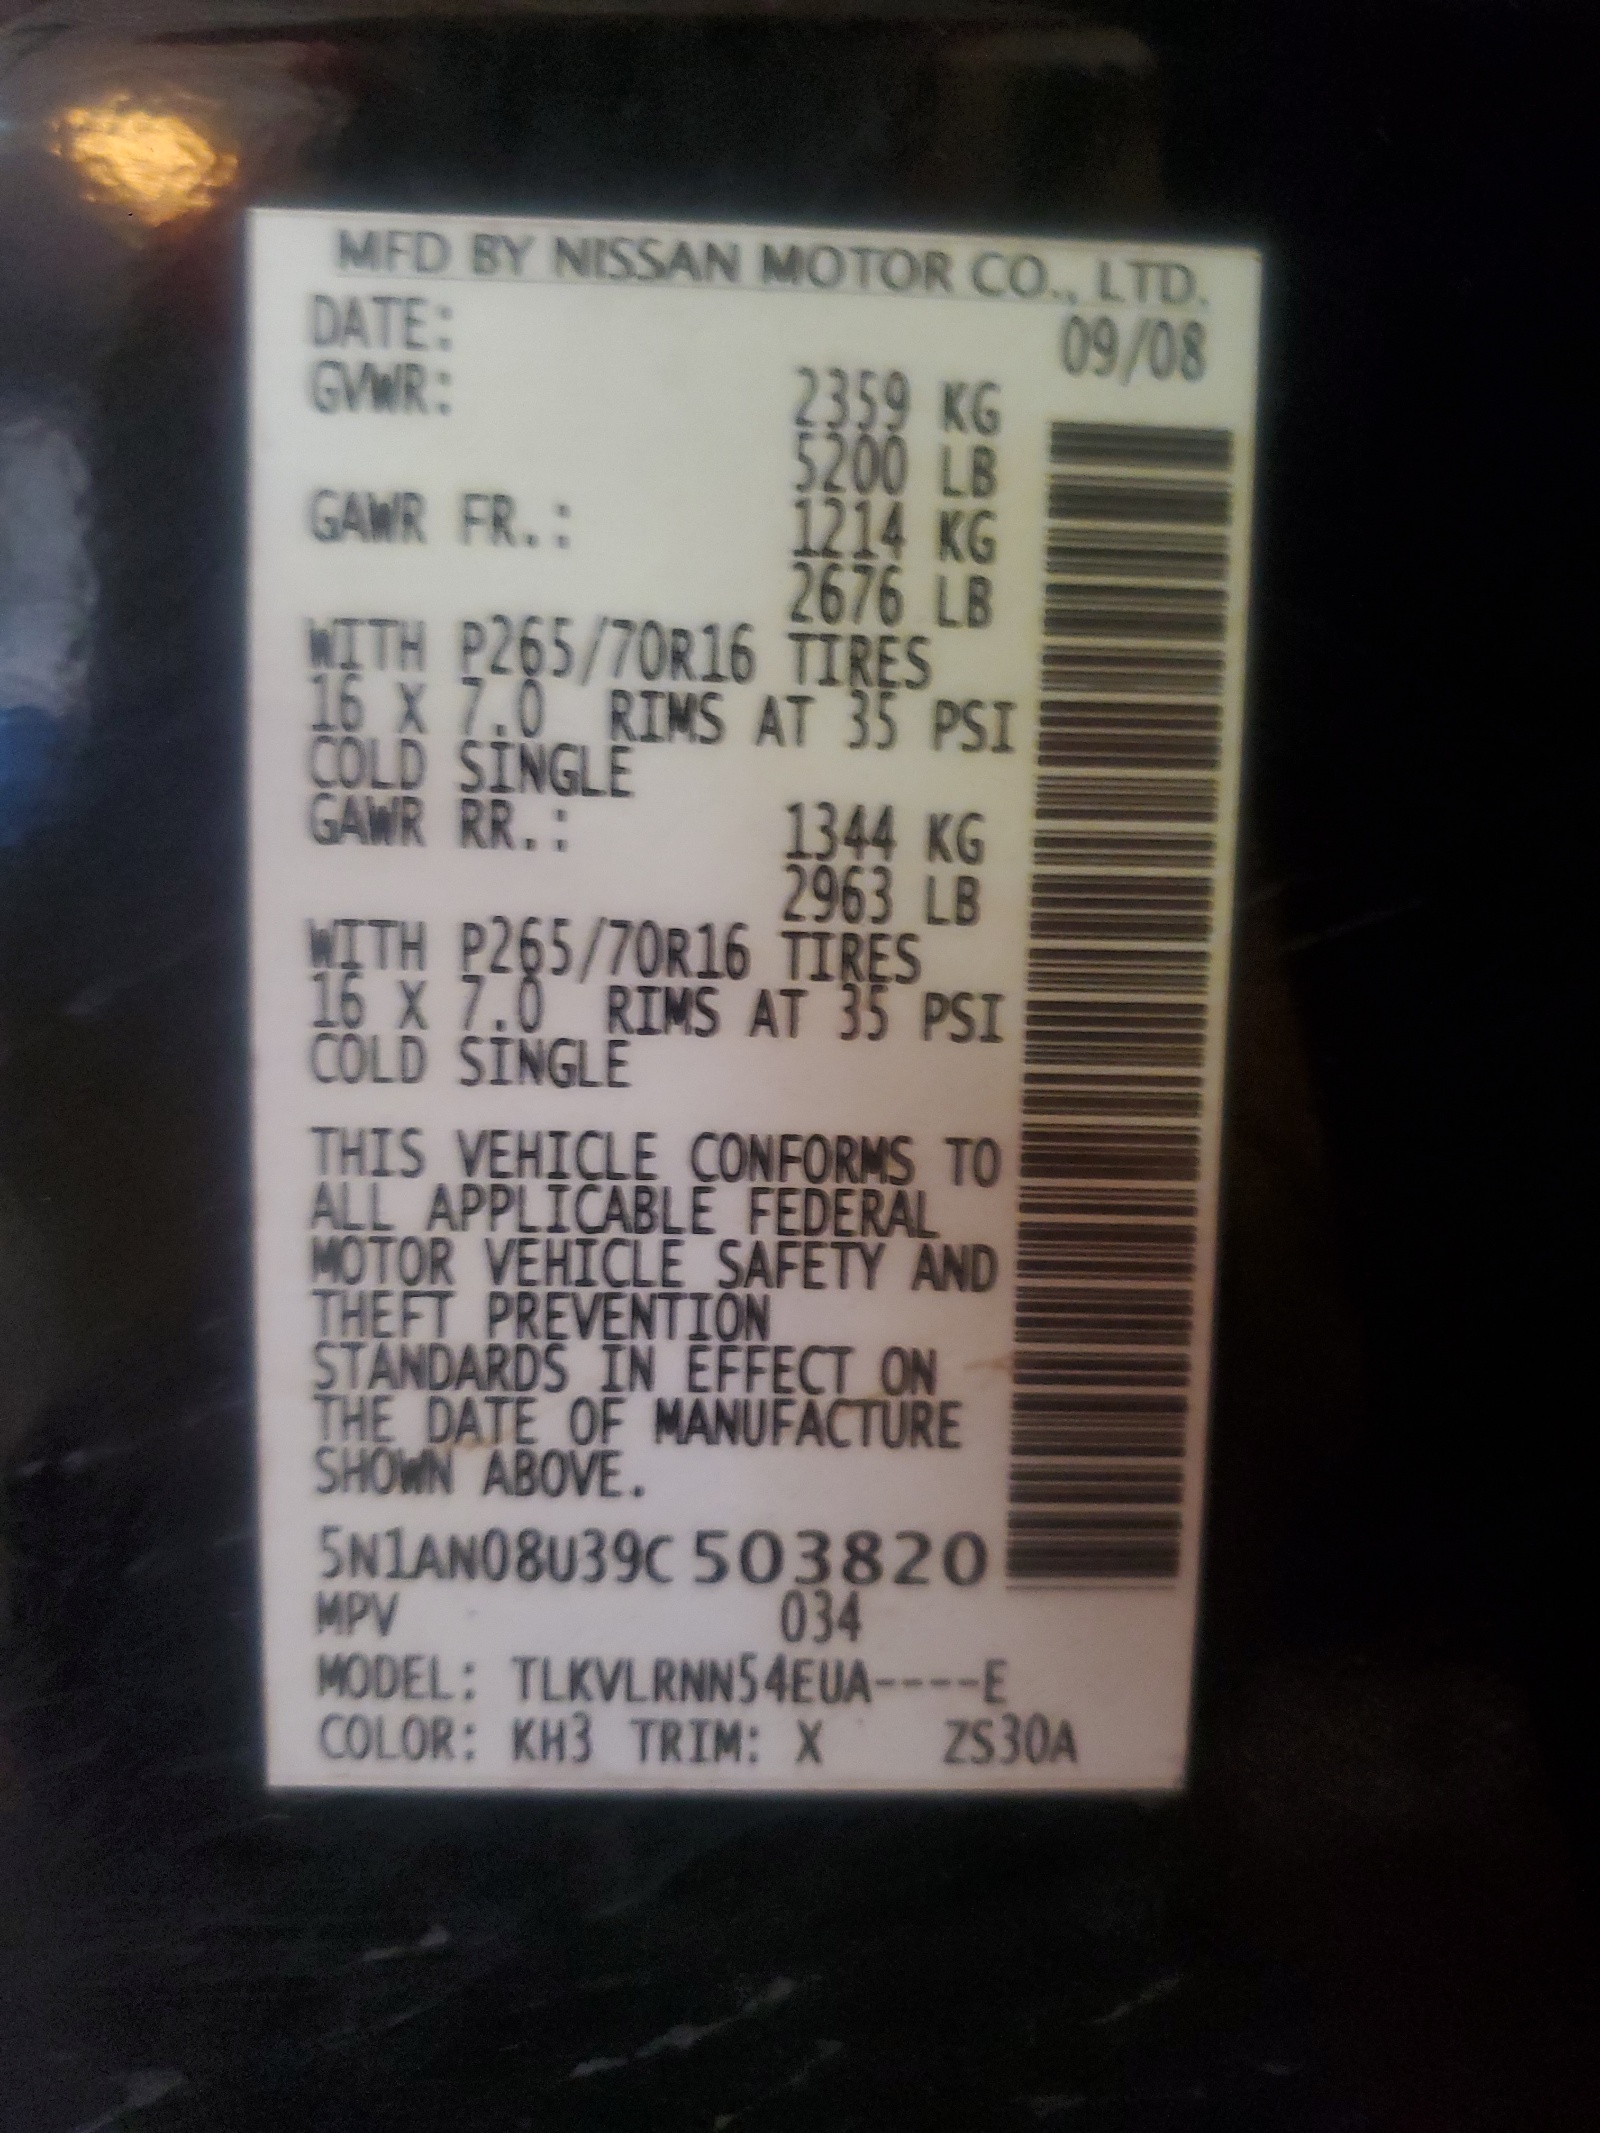 MFD BY NISSAN MOTOR CO., LTD.
DATE: 09/08
GVWR: 2359 KG
5200 LB
GAWR FR.: 1214 KG
2676 LB
WITH P265/70R16 TIRES
16 X 7.0 RIMS AT 35 PSI
COLD SINGLE
GAWR RR.: 1344 KG
2963 LB
WITH P265/70R16 TIRES
16 X 7.0 RIMS AT 35 PSI
COLD SINGLE
THIS VEHICLE CONFORMS TO
ALL APPLICABLE FEDERAL
MOTOR VEHICLE SAFETY AND
THEFT PREVENTION
STANDARDS IN EFFECT ON
THE DATE OF MANUFACTURE
SHOWN ABOVE.
5N1AN08U39C503820
MPV 034
MODEL: TLKVLRNN54EUA----E
COLOR: KH3 TRIM: X ZS30A